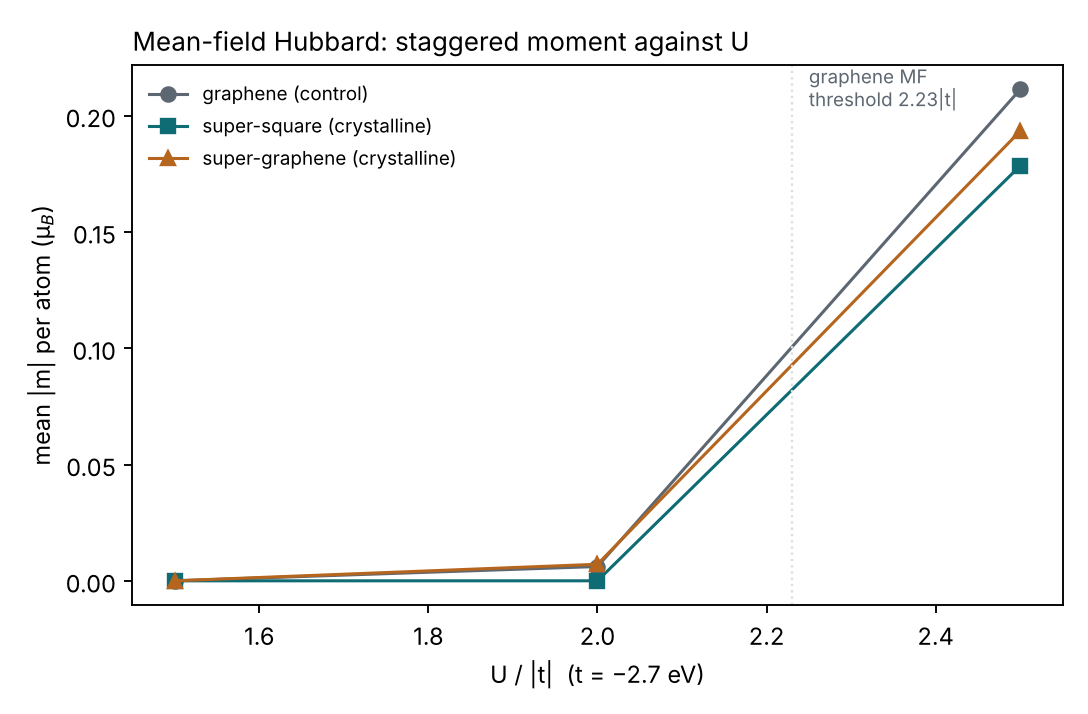 Mean-field Hubbard: staggered moment against U
graphene (control)
super-square (crystalline)
super-graphene (crystalline)
graphene MF
threshold 2.23|t|
mean |m| per atom (μB)
0.20
0.15
0.10
0.05
0.00
1.6
1.8
2.0
2.2
2.4
U / |t|  (t = −2.7 eV)